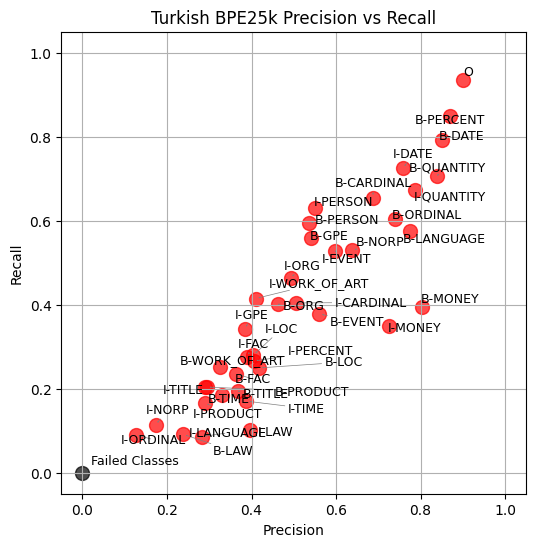 Turkish BPE25k Precision vs Recall
1.0
0.8
0.6
0.4
0.2
0.0
Recall
O
B-PERCENT
B-DATE
I-DATE
B-QUANTITY
B-CARDINAL
I-QUANTITY
I-PERSON
B-ORDINAL
B-PERSON
B-GPE
B-NORP
B-LANGUAGE
I-EVENT
I-ORG
I-WORK_OF_ART
B-ORG
I-CARDINAL
B-MONEY
I-GPE
B-EVENT
I-MONEY
I-LOC
I-FAC
I-PERCENT
B-WORK_OF_ART
B-LOC
B-FAC
I-TITLE
B-TITLE
B-PRODUCT
B-TIME
I-TIME
I-NORP
I-PRODUCT
I-LANGUAGE
I-LAW
I-ORDINAL
B-LAW
Failed Classes
0.0 0.2 0.4 0.6 0.8 1.0
Precision